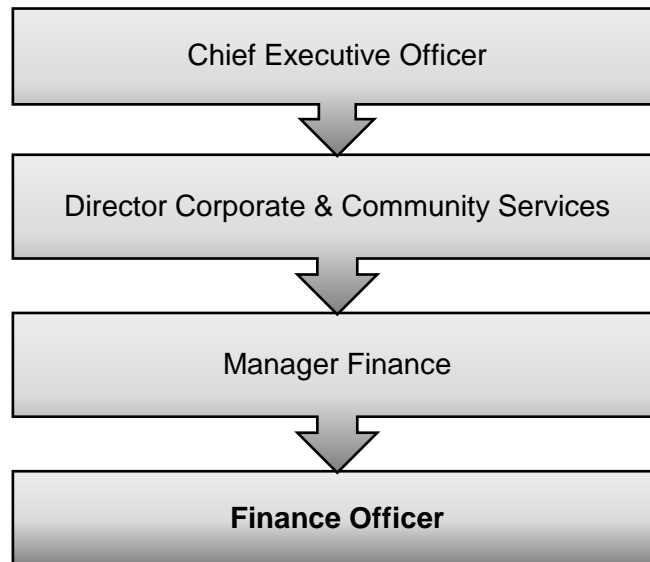 Chief Executive Officer
Director Corporate & Community Services
Manager Finance
Finance Officer